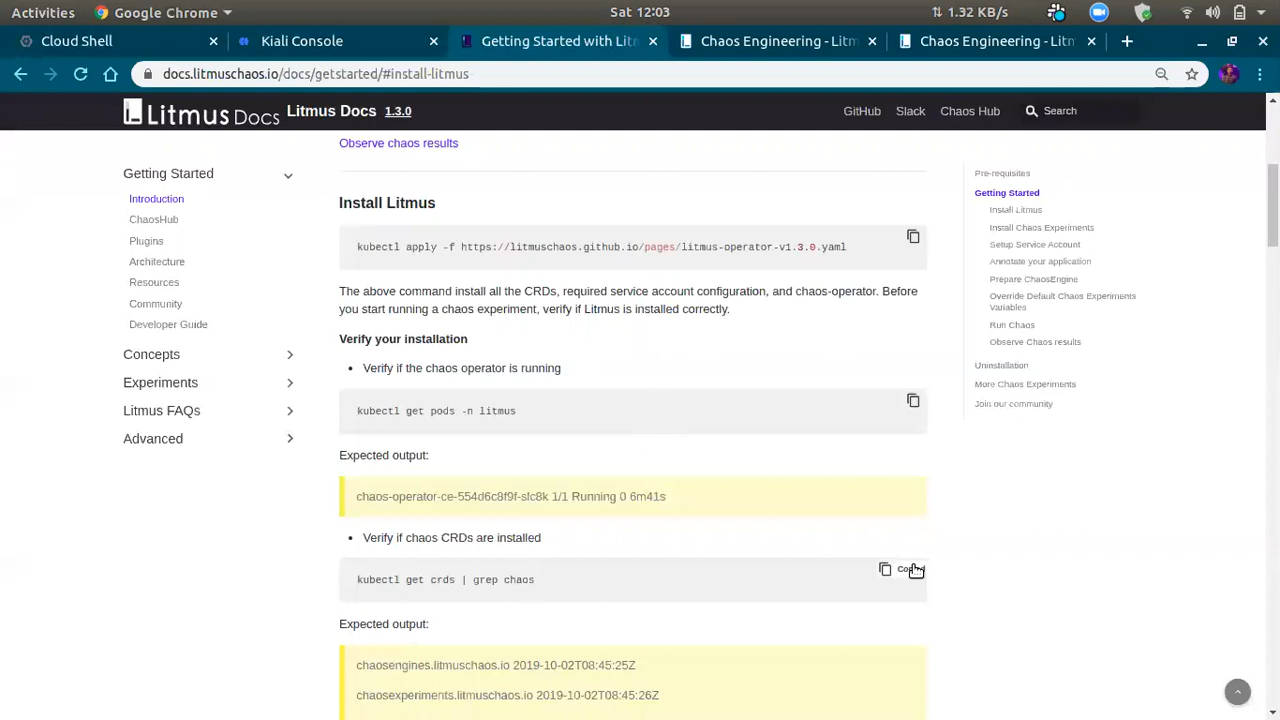 Activities Google Chrome Sat 12:03 1.32 KB/s
Cloud Shell Kiali Console Getting Started with Litm Chaos Engineering - Litm Chaos Engineering - Litm
docs.litmuschaos.io/docs/getstarted/#install-litmus
Litmus Docs Litmus Docs 1.3.0 GitHub Slack Chaos Hub Search
Getting Started
Introduction
ChaosHub
Plugins
Architecture
Resources
Community
Developer Guide
Concepts
Experiments
Litmus FAQs
Advanced
Observe chaos results
Install Litmus
kubectl apply -f https://litmuschaos.github.io/pages/litmus-operator-v1.3.0.yaml
The above command install all the CRDs, required service account configuration, and chaos-operator. Before
you start running a chaos experiment, verify if Litmus is installed correctly.
Verify your installation
• Verify if the chaos operator is running
kubectl get pods -n litmus
Expected output:
chaos-operator-ce-554d6c8f9f-slc8k 1/1 Running 0 6m41s
• Verify if chaos CRDs are installed
kubectl get crds | grep chaos
Expected output:
chaosengines.litmuschaos.io 2019-10-02T08:45:25Z
chaosexperiments.litmuschaos.io 2019-10-02T08:45:26Z
Pre-requisites
Getting Started
Install Litmus
Install Chaos Experiments
Setup Service Account
Annotate your application
Prepare ChaosEngine
Override Default Chaos Experiments
Variables
Run Chaos
Observe Chaos results
Uninstallation
More Chaos Experiments
Join our community